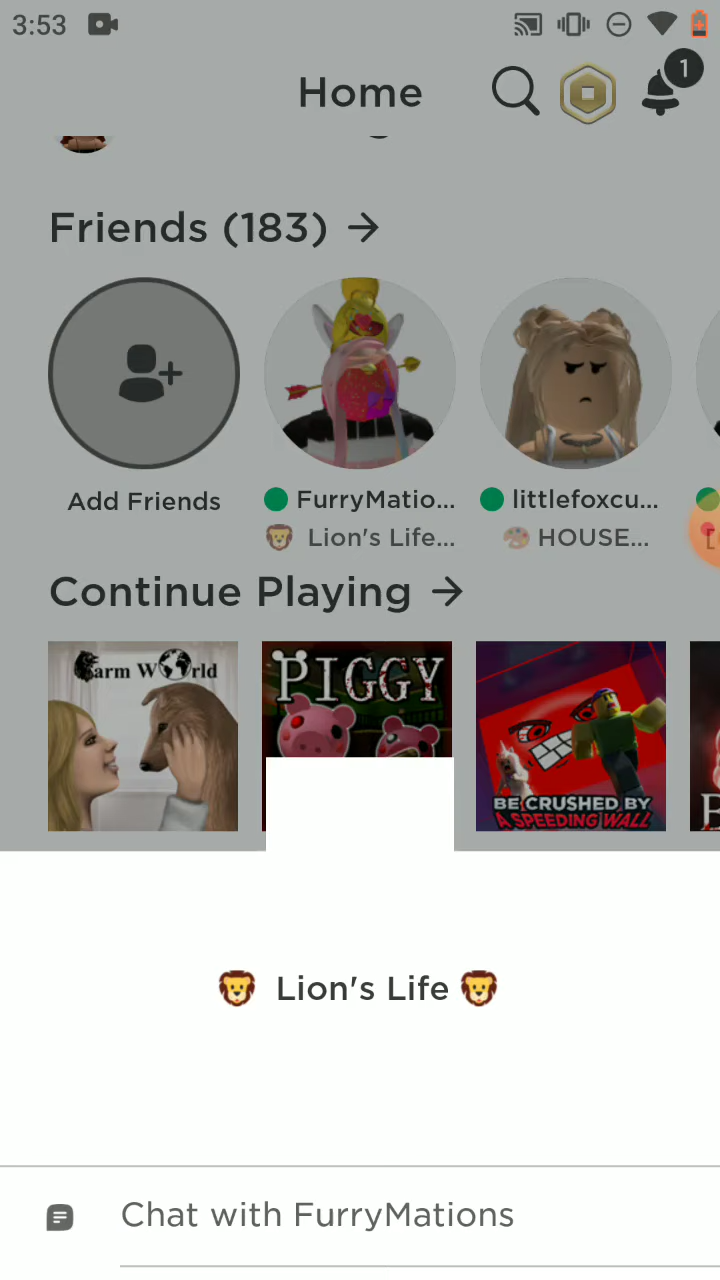 3:53
Home
1
Friends (183)
Add Friends
FurryMatio...
littlefoxcu...
Lion's Life...
HOUSE...
Continue Playing
Farm World
PIGGY
BE CRUSHED BY
A SPEEDING WALL
Lion's Life
Chat with FurryMations